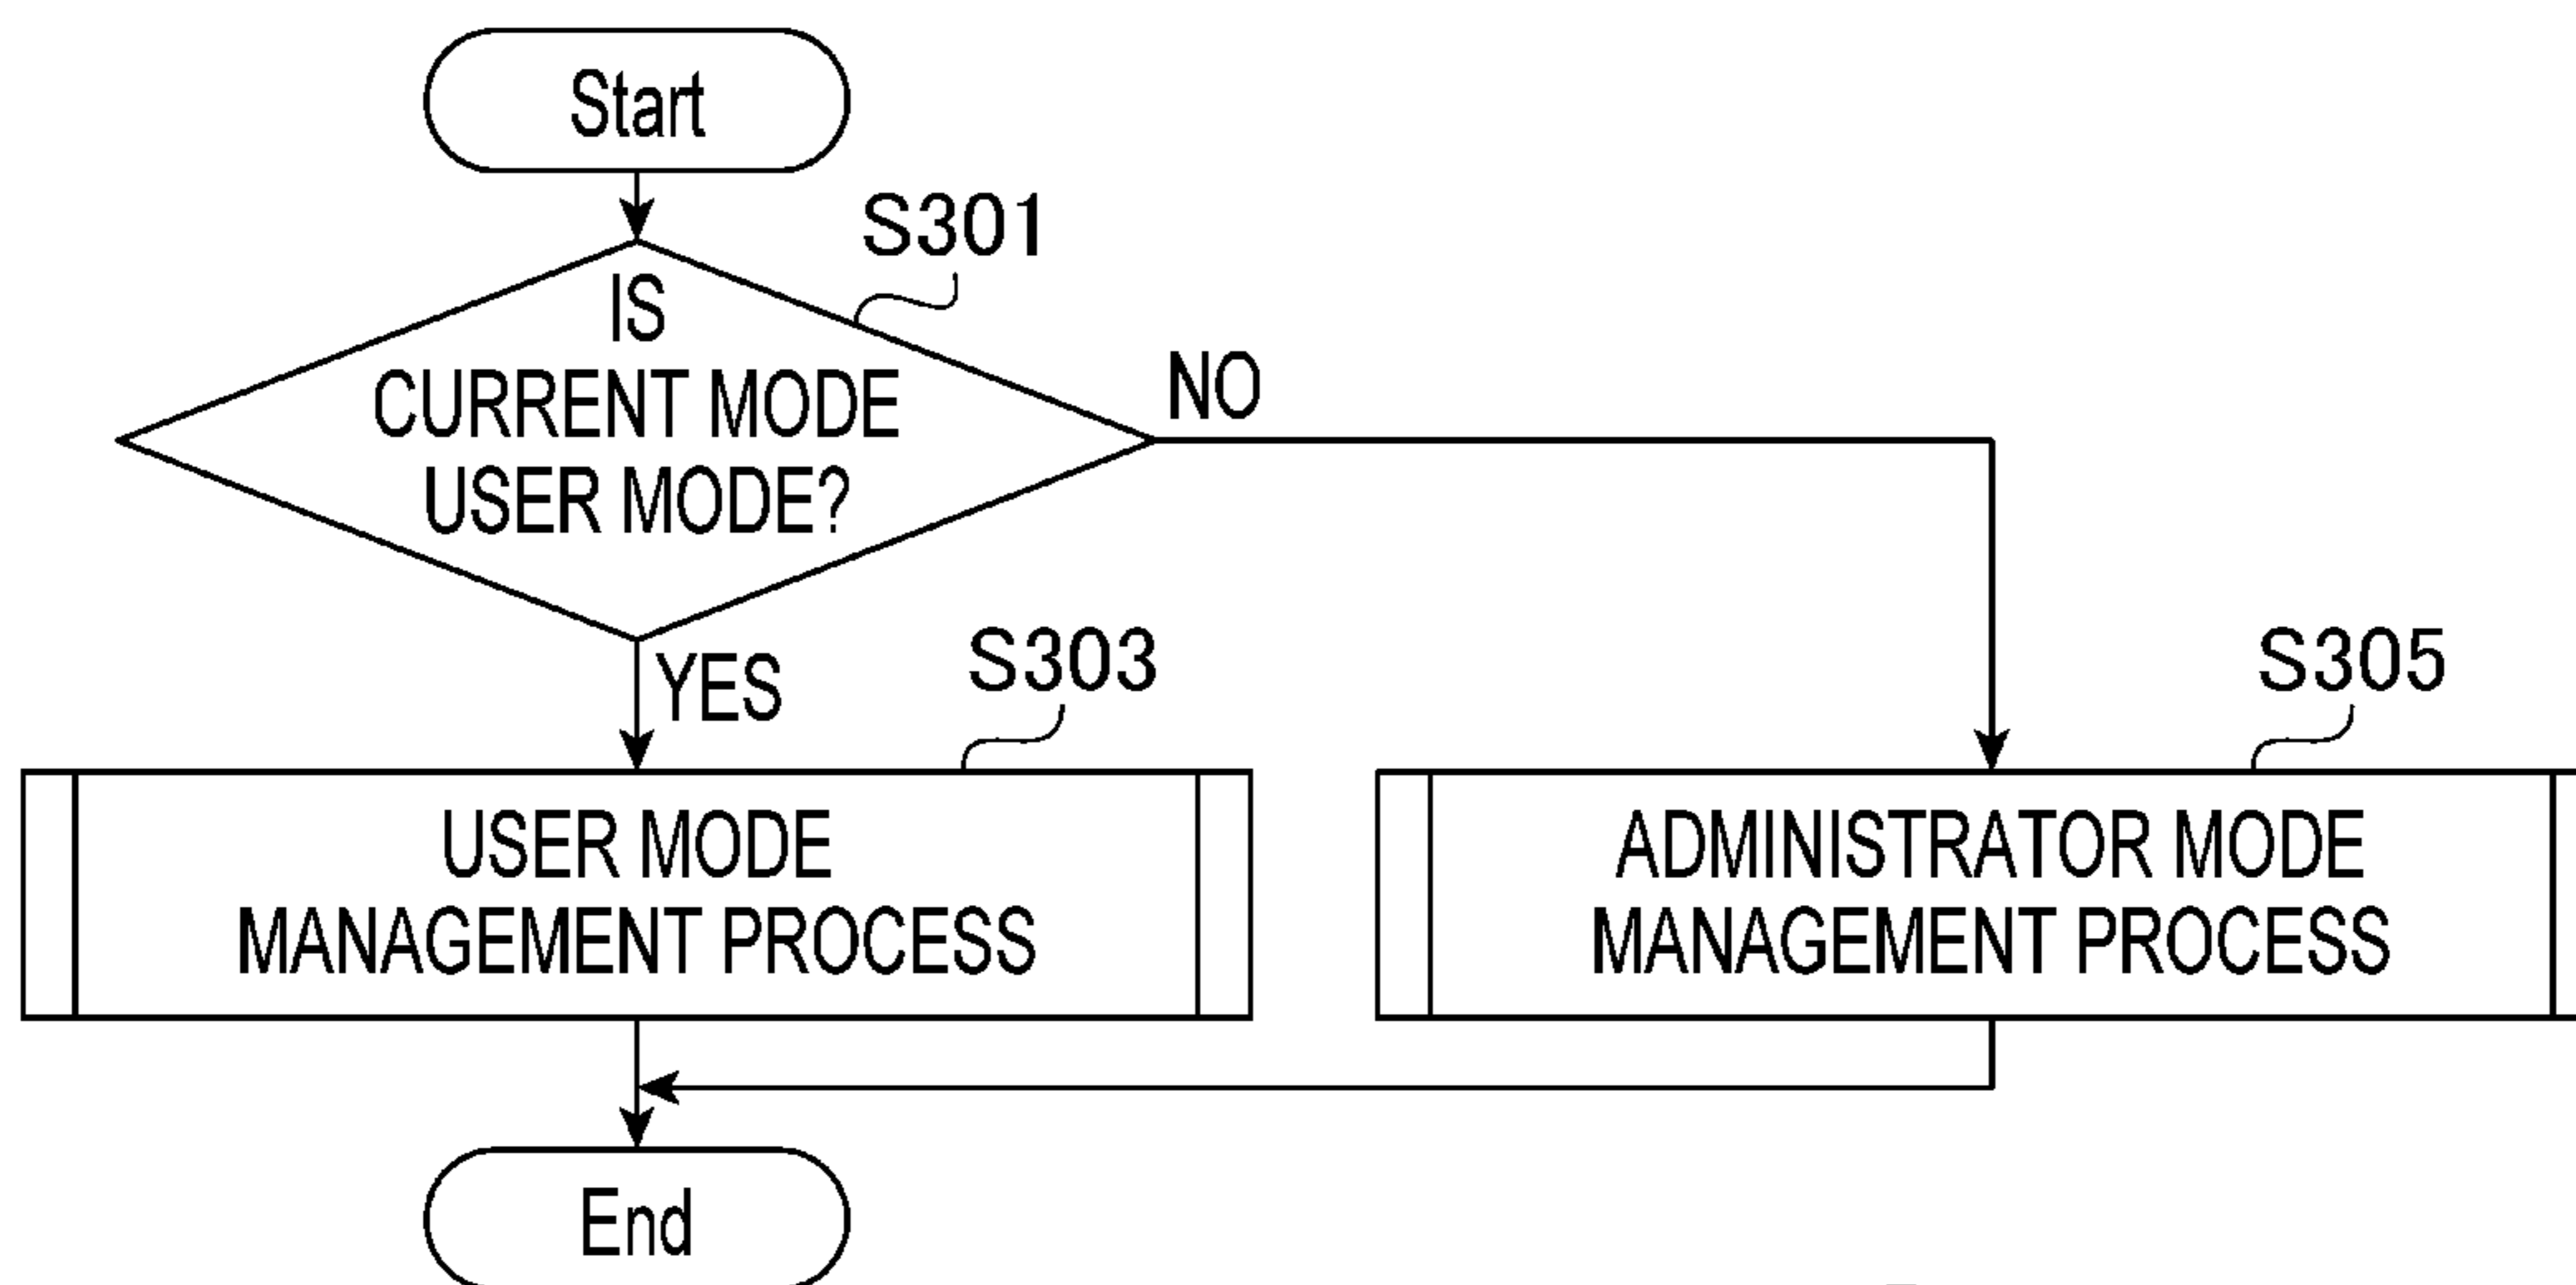 Start
S301
IS
CURRENT MODE
USER MODE?
NO
YES
S303
S305
USER MODE
MANAGEMENT PROCESS
ADMINISTRATOR MODE
MANAGEMENT PROCESS
End